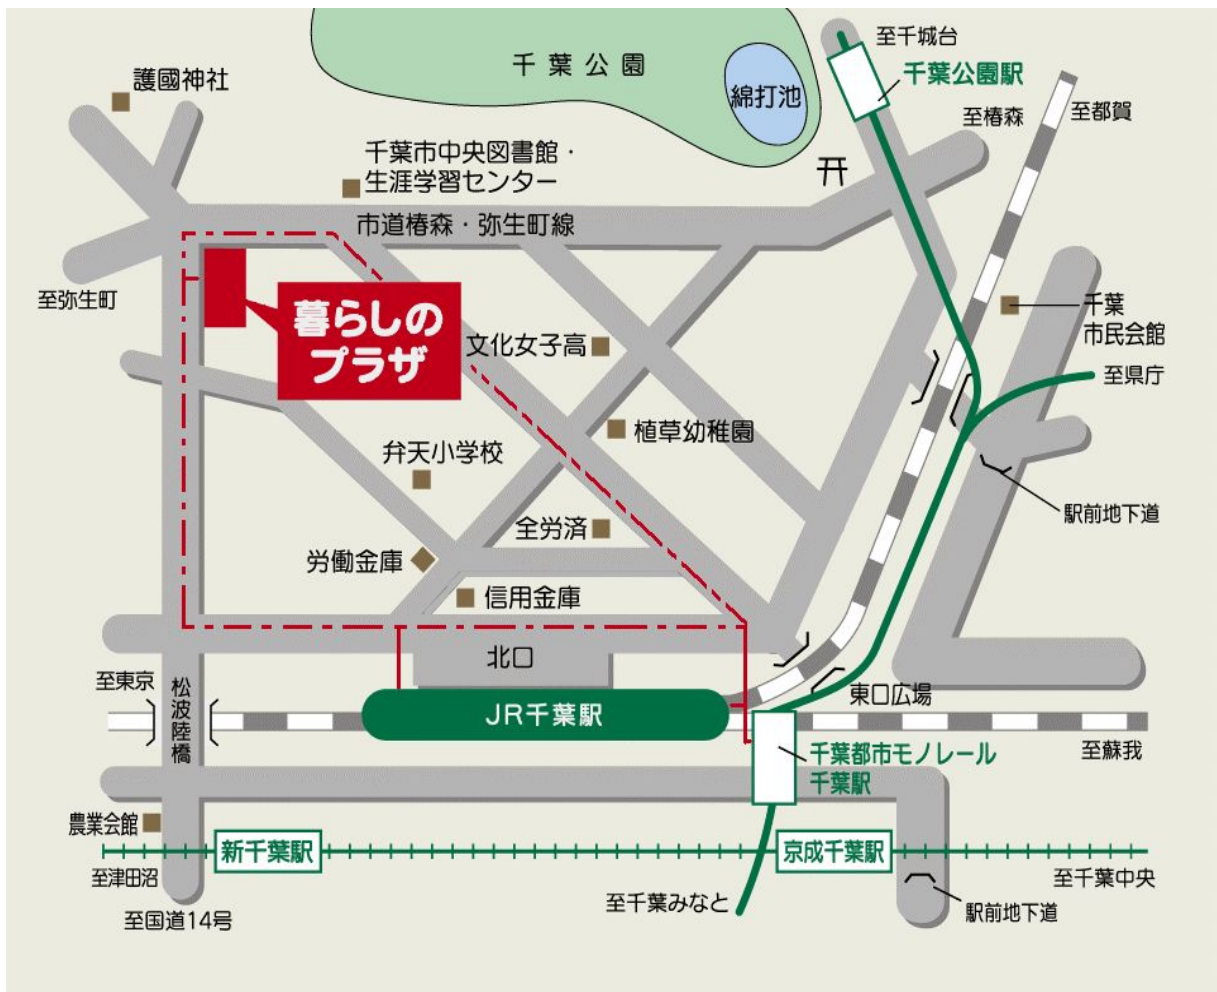 千葉公園
至千城台
護國神社
千葉公園駅
綿打池
至椿森
至都賀
千葉市中央図書館・
生涯学習センター
市道椿森・弥生町線
至弥生町
千葉
市民会館
暮らしの
プラザ
文化女子高
至県庁
植草幼稚園
弁天小学校
駅前地下道
全労済
労働金庫
信用金庫
北口
至東京
松波陸橋
東口広場
JR千葉駅
至蘇我
千葉都市モノレール
千葉駅
農業会館
新千葉駅
京成千葉駅
至津田沼
至千葉中央
至千葉みなと
駅前地下道
至国道14号